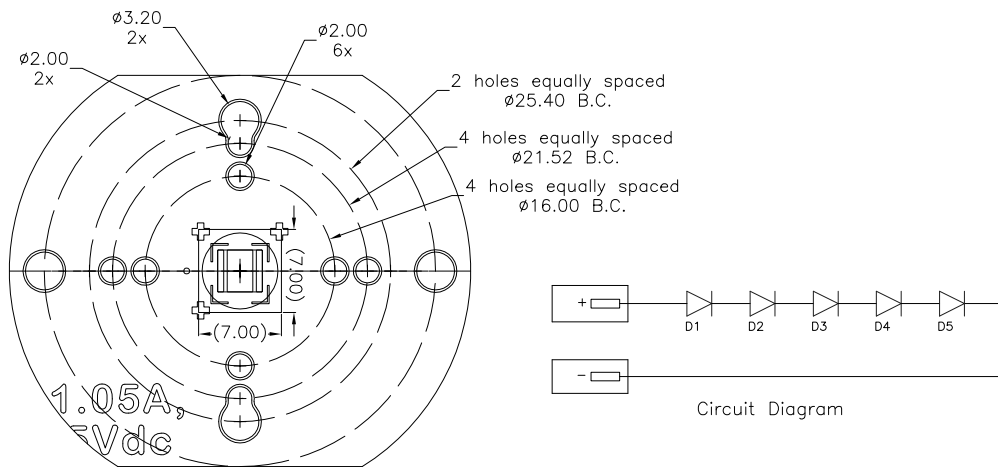 ø3.20
2x
ø2.00
6x
ø2.00
2x
2 holes equally spaced
ø25.40 B.C.
4 holes equally spaced
ø21.52 B.C.
4 holes equally spaced
ø16.00 B.C.
(7.00)
(7.00)
1.05A,
5Vdc
+
D1 D2 D3 D4 D5
-
Circuit Diagram